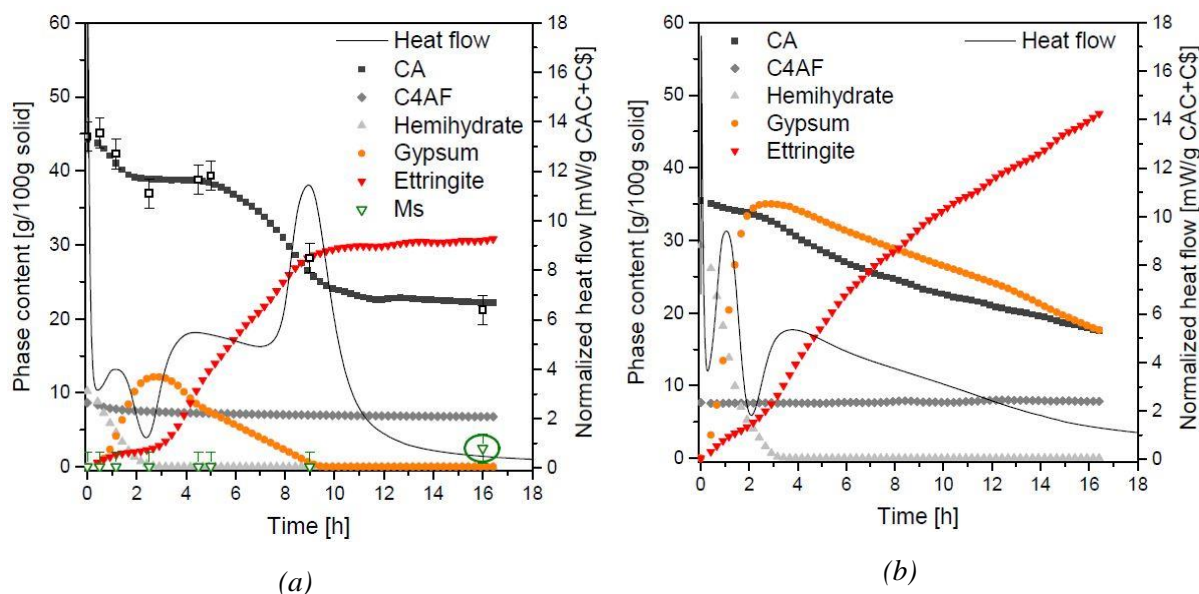 60
50
40
30
20
10
0
Phase content [g/100g solid]
0 2 4 6 8 10 12 14 16 18
Time [h]
18
16
14
12
10
8
6
4
2
0
Normalized heat flow [mW/g CAC+C$]
Heat flow
CA
C4AF
Hemihydrate
Gypsum
Ettringite
Ms
(a)
60
50
40
30
20
10
0
Phase content [g/100g solid]
0 2 4 6 8 10 12 14 16 18
Time [h]
18
16
14
12
10
8
6
4
2
0
Normalized heat flow [mW/g CAC+C$]
CA
C4AF
Hemihydrate
Gypsum
Ettringite
Heat flow
(b)